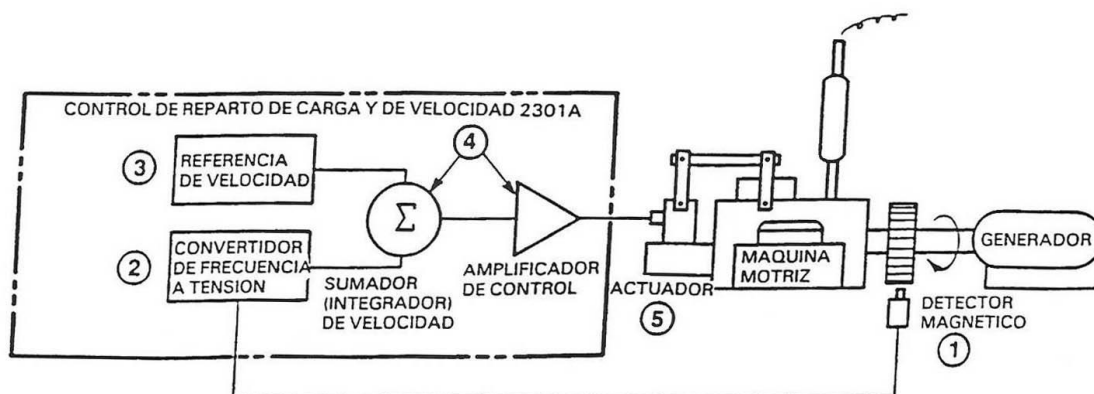 CONTROL DE REPARTO DE CARGA Y DE VELOCIDAD 2301A
4
3
REFERENCIA
DE VELOCIDAD
Σ
2
CONVERTIDOR
DE FRECUENCIA
A TENSION
SUMADOR
(INTEGRADOR)
DE VELOCIDAD
AMPLIFICADOR
DE CONTROL
ACTUADOR
5
MAQUINA
MOTRIZ
GENERADOR
DETECTOR
MAGNETICO
1